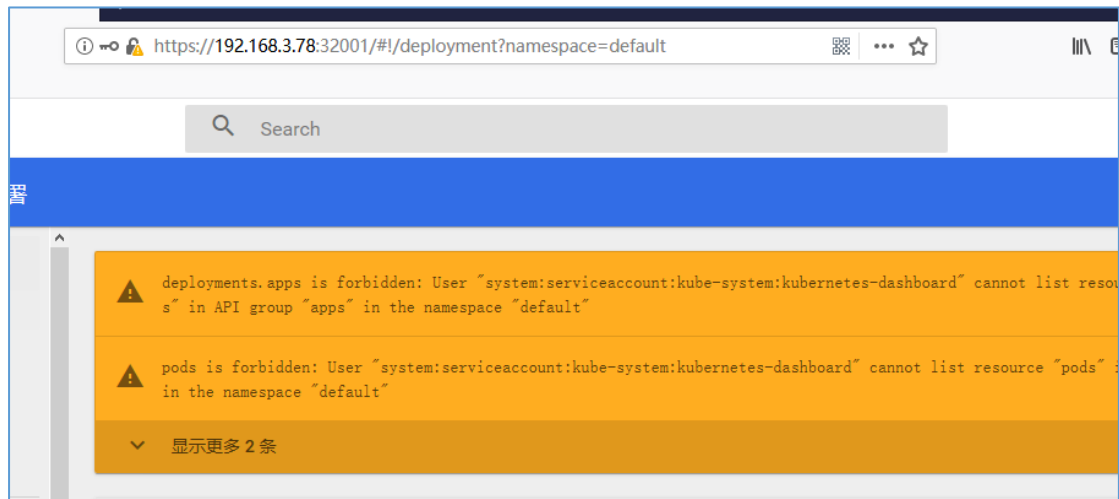 https://192.168.3.78:32001/#!/deployment?namespace=default
Search
署
deployments.apps is forbidden: User "system:serviceaccount:kube-system:kubernetes-dashboard" cannot list
s" in API group "apps" in the namespace "default"
pods is forbidden: User "system:serviceaccount:kube-system:kubernetes-dashboard" cannot list resource "pods"
in the namespace "default"
显示更多 2 条